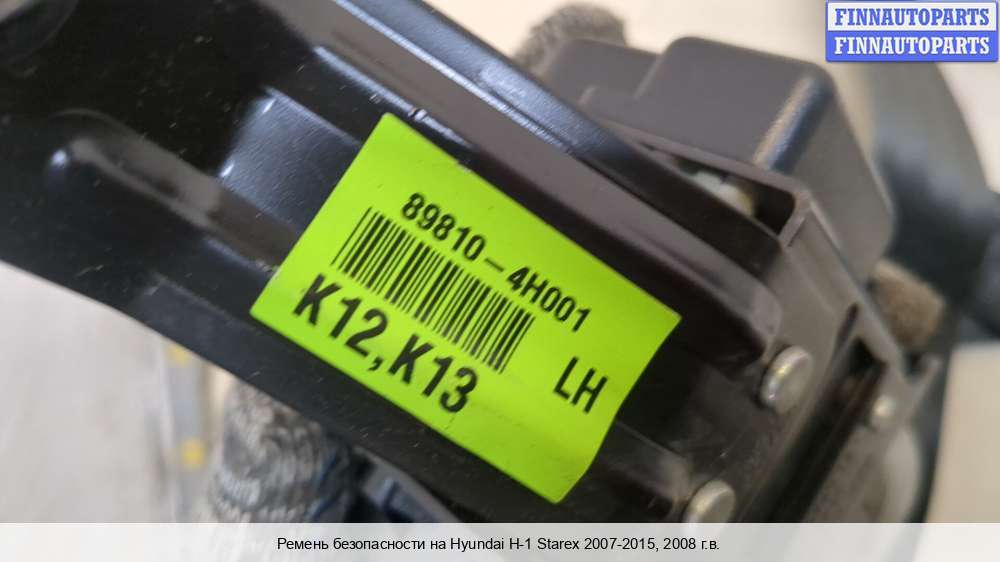 FINNAUTOPARTS
FINNAUTOPARTS
89810-4H001
K12,K13
LH
Ремень безопасности на Hyundai H-1 Starex 2007-2015, 2008 г.в.